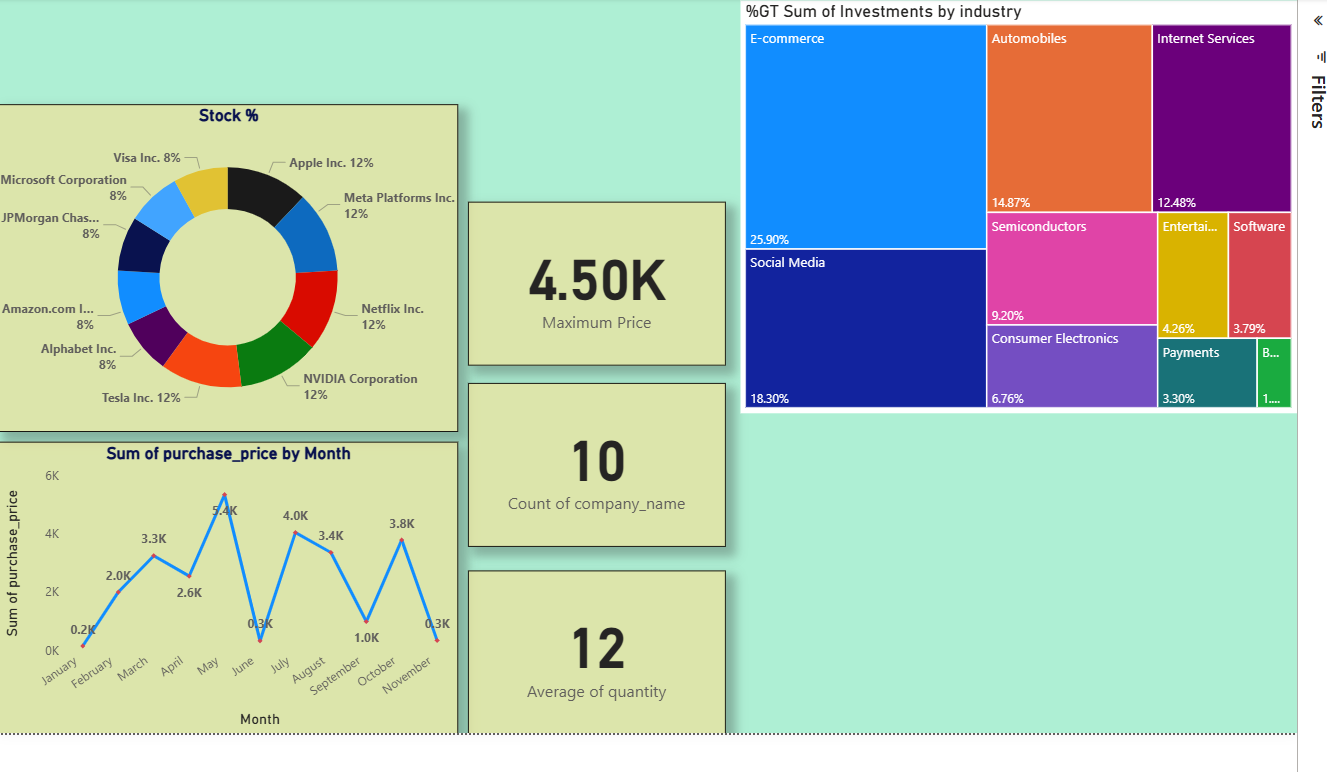 %GT Sum of Investments by industry
E-commerce
25.90%
Social Media
18.30%
Automobiles
14.87%
Internet Services
12.48%
Semiconductors
9.20%
Consumer Electronics
6.76%
Entertai...
4.26%
Software
3.79%
Payments
3.30%
B...
1....
Filters
Stock %
Visa Inc. 8%
Apple Inc. 12%
Microsoft Corporation
8%
Meta Platforms Inc.
12%
JPMorgan Chas...
8%
Amazon.com I...
8%
Netflix Inc.
12%
Alphabet Inc.
8%
NVIDIA Corporation
12%
Tesla Inc. 12%
4.50K
Maximum Price
10
Count of company_name
12
Average of quantity
Sum of purchase_price by Month
Sum of purchase_price
6K
4K
2K
0K
0.2K
2.0K
3.3K
2.6K
5.4K
0.3K
4.0K
3.4K
1.0K
3.8K
0.3K
January
February
March
April
May
June
July
August
September
October
November
Month